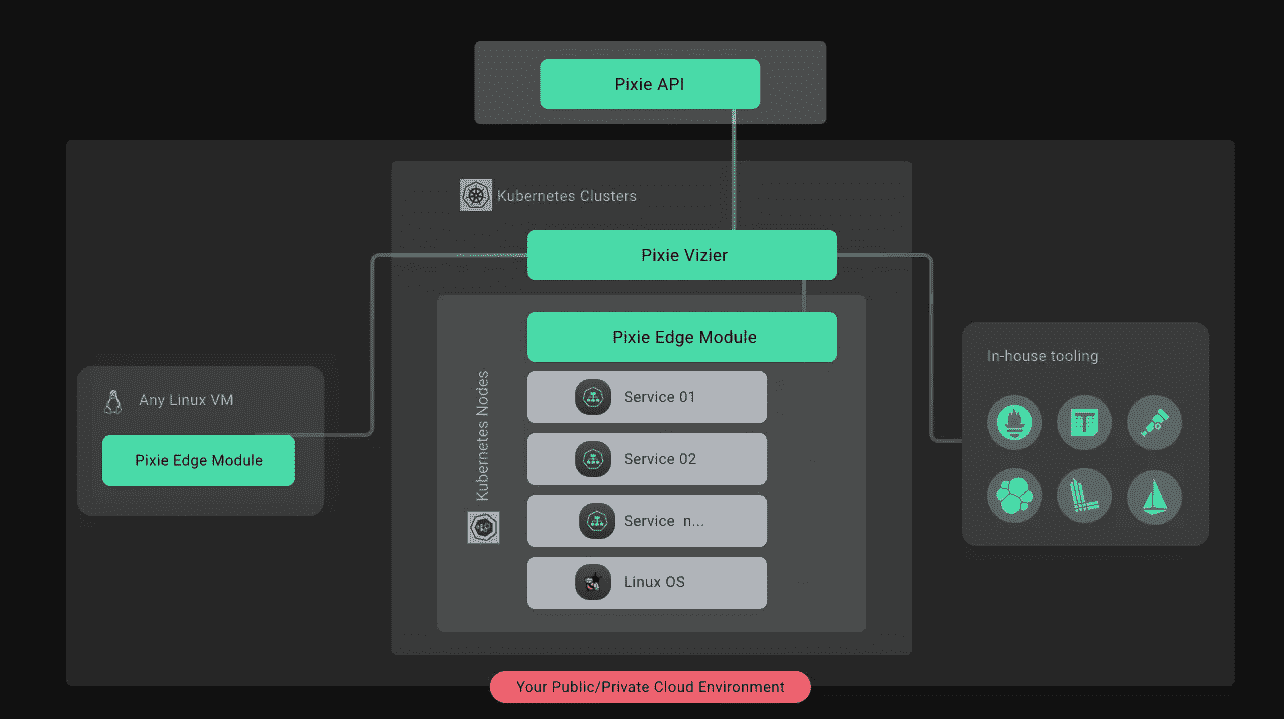 Pixie API
Kubernetes Clusters
Pixie Vizier
Pixie Edge Module
In-house tooling
Any Linux VM
Pixie Edge Module
Kubernetes Nodes
Service 01
Service 02
Service n...
Linux OS
Your Public/Private Cloud Environment